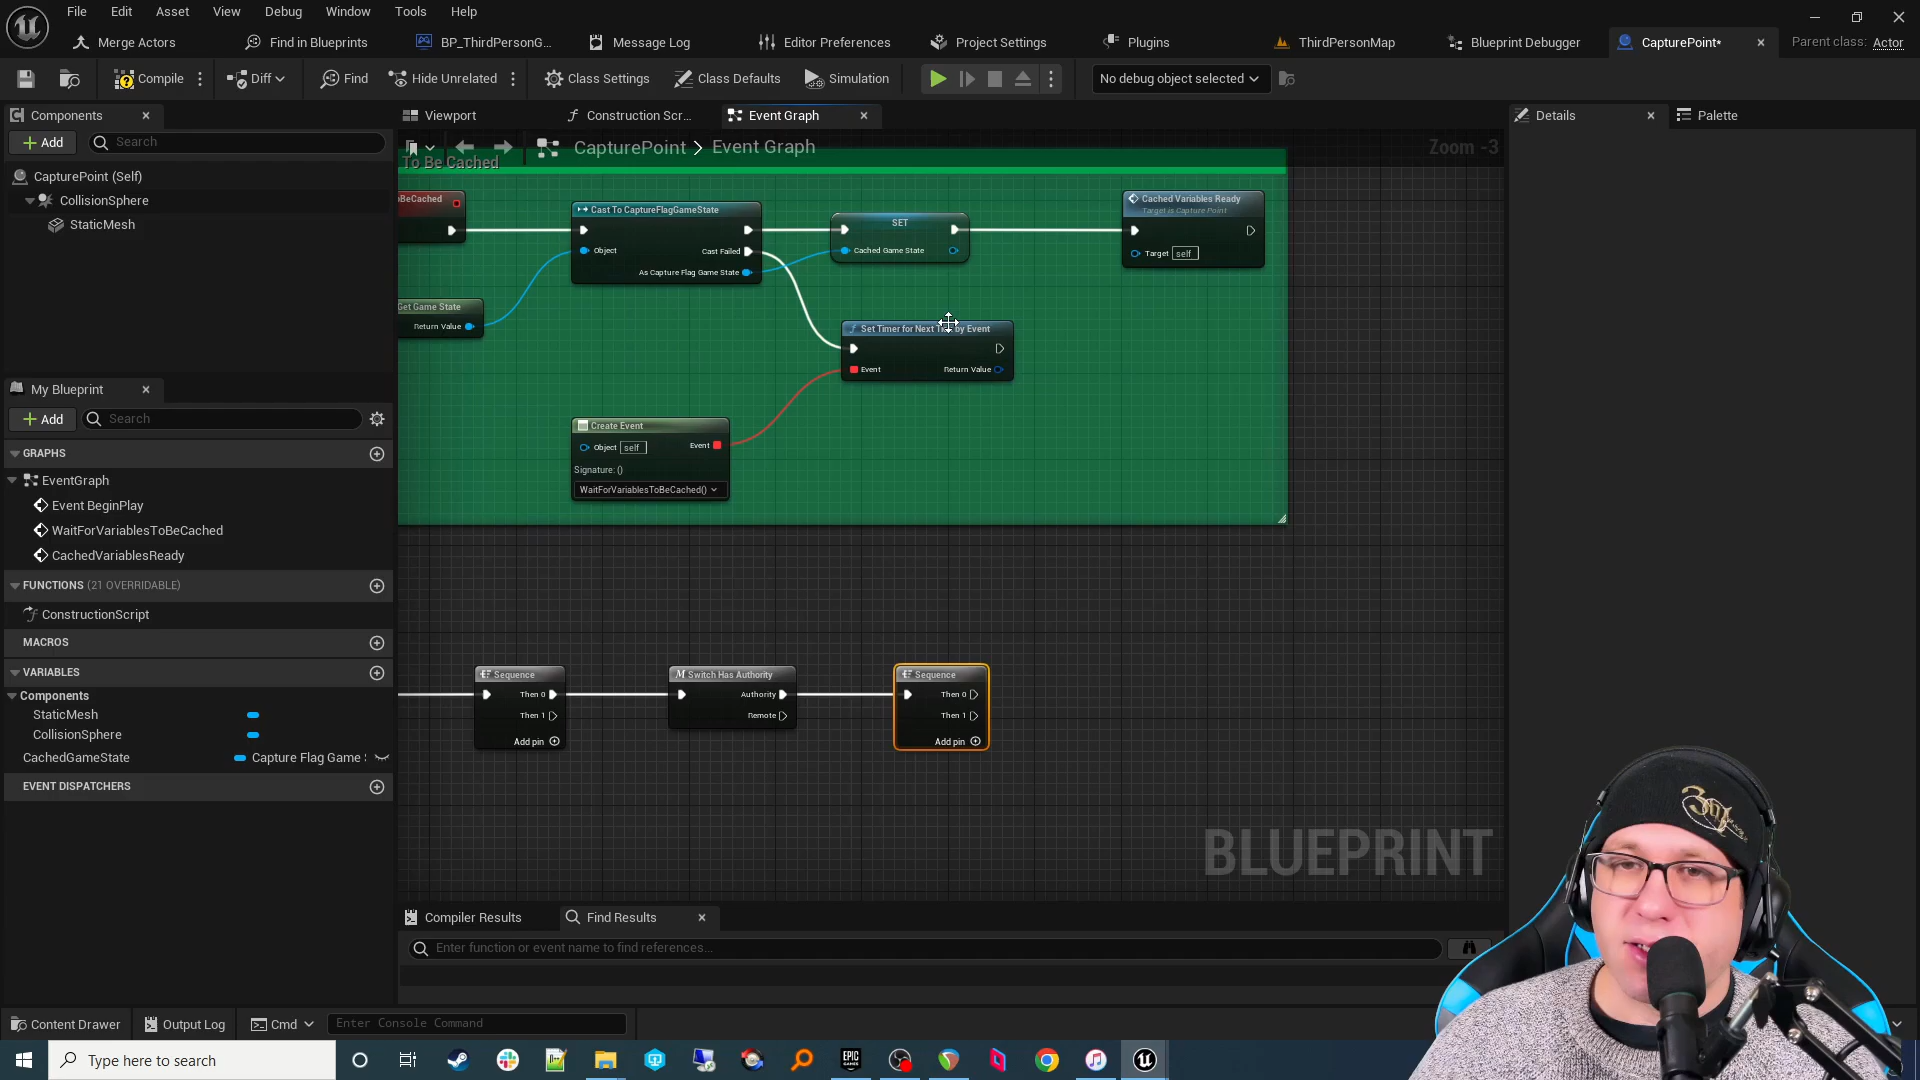 File Edit Asset View Debug Window Tools Help
Merge Actors Find in Blueprints BP_ThirdPersonG... Message Log Editor Preferences Project Settings Plugins ThirdPersonMap Blueprint Debugger CapturePoint* Parent class: Actor
Compile Diff Find Hide Unrelated Class Settings Class Defaults Simulation No debug object selected
Components
Add Search
CapturePoint (Self)
CollisionSphere
StaticMesh
My Blueprint
Add Search
GRAPHS
EventGraph
Event BeginPlay
WaitForVariablesToBeCached
CachedVariablesReady
FUNCTIONS (21 OVERRIDABLE)
ConstructionScript
MACROS
VARIABLES
Components
StaticMesh
CollisionSphere
CachedGameState Capture Flag Game
EVENT DISPATCHERS
Viewport Construction Scr... Event Graph
CapturePoint > Event Graph Zoom -3
To Be Cached
oBeCached
Get Game State
Return Value
Cast To CaptureFlagGameState
Object Cast Failed
As Capture Flag Game State
SET
Cached Game State
Cached Variables Ready
Target is Capture Point
Target self
Set Timer for Next by Event
Event Return Value
Create Event
Object self Event
Signature: ()
WaitForVariablesToBeCached()
Sequence
Then 0
Then 1
Add pin
Switch Has Authority
Authority
Remote
Sequence
Then 0
Then 1
Add pin
BLUEPRINT
Compiler Results Find Results
Enter function or event name to find references...
Details Palette
Content Drawer Output Log Cmd Enter Console Command
Type here to search
EPIC
GAMES